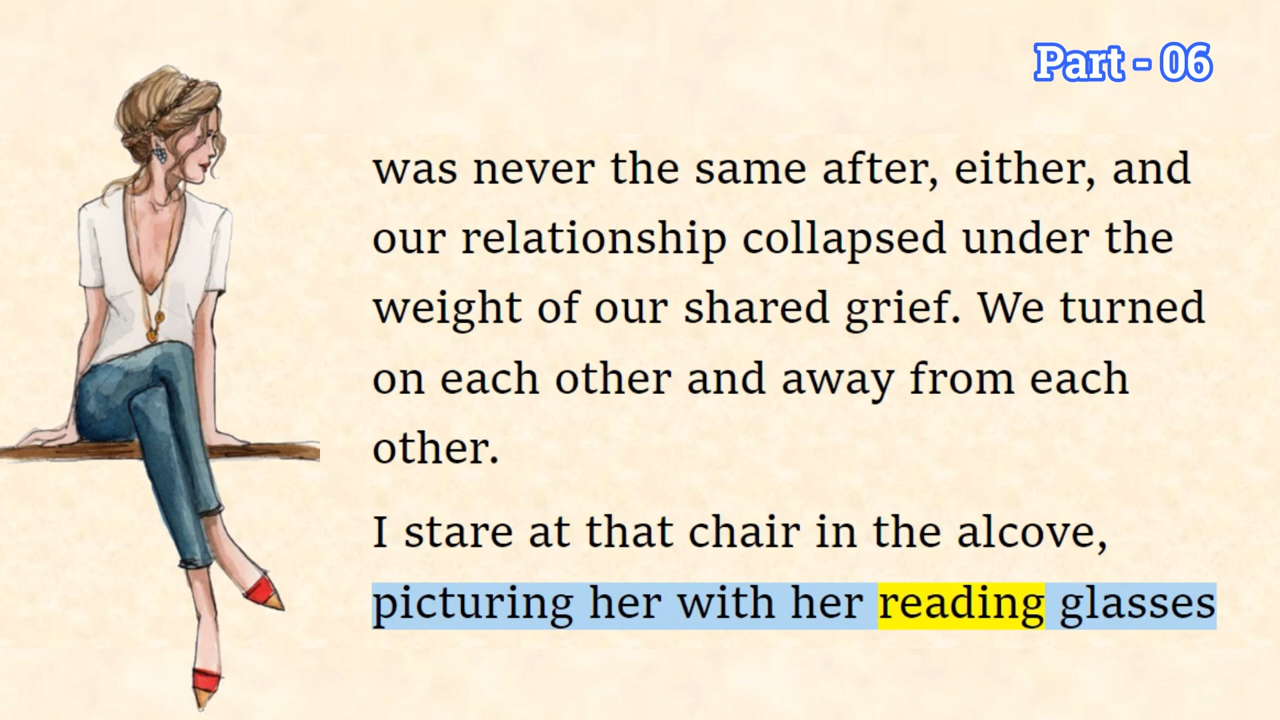 Part - 06
was never the same after, either, and
our relationship collapsed under the
weight of our shared grief. We turned
on each other and away from each
other.
I stare at that chair in the alcove,
picturing her with her reading glasses